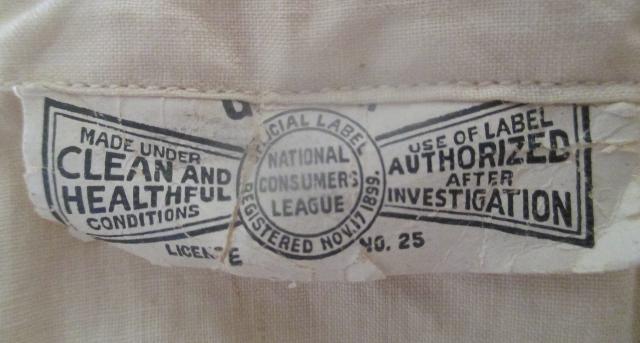 MADE UNDER
CLEAN AND
HEALTHFUL
CONDITIONS
OFFICIAL LABEL
NATIONAL
CONSUMERS
LEAGUE
REGISTERED NOV. 17 1899.
USE OF LABEL
AUTHORIZED
AFTER
INVESTIGATION
LICENSE NO. 25